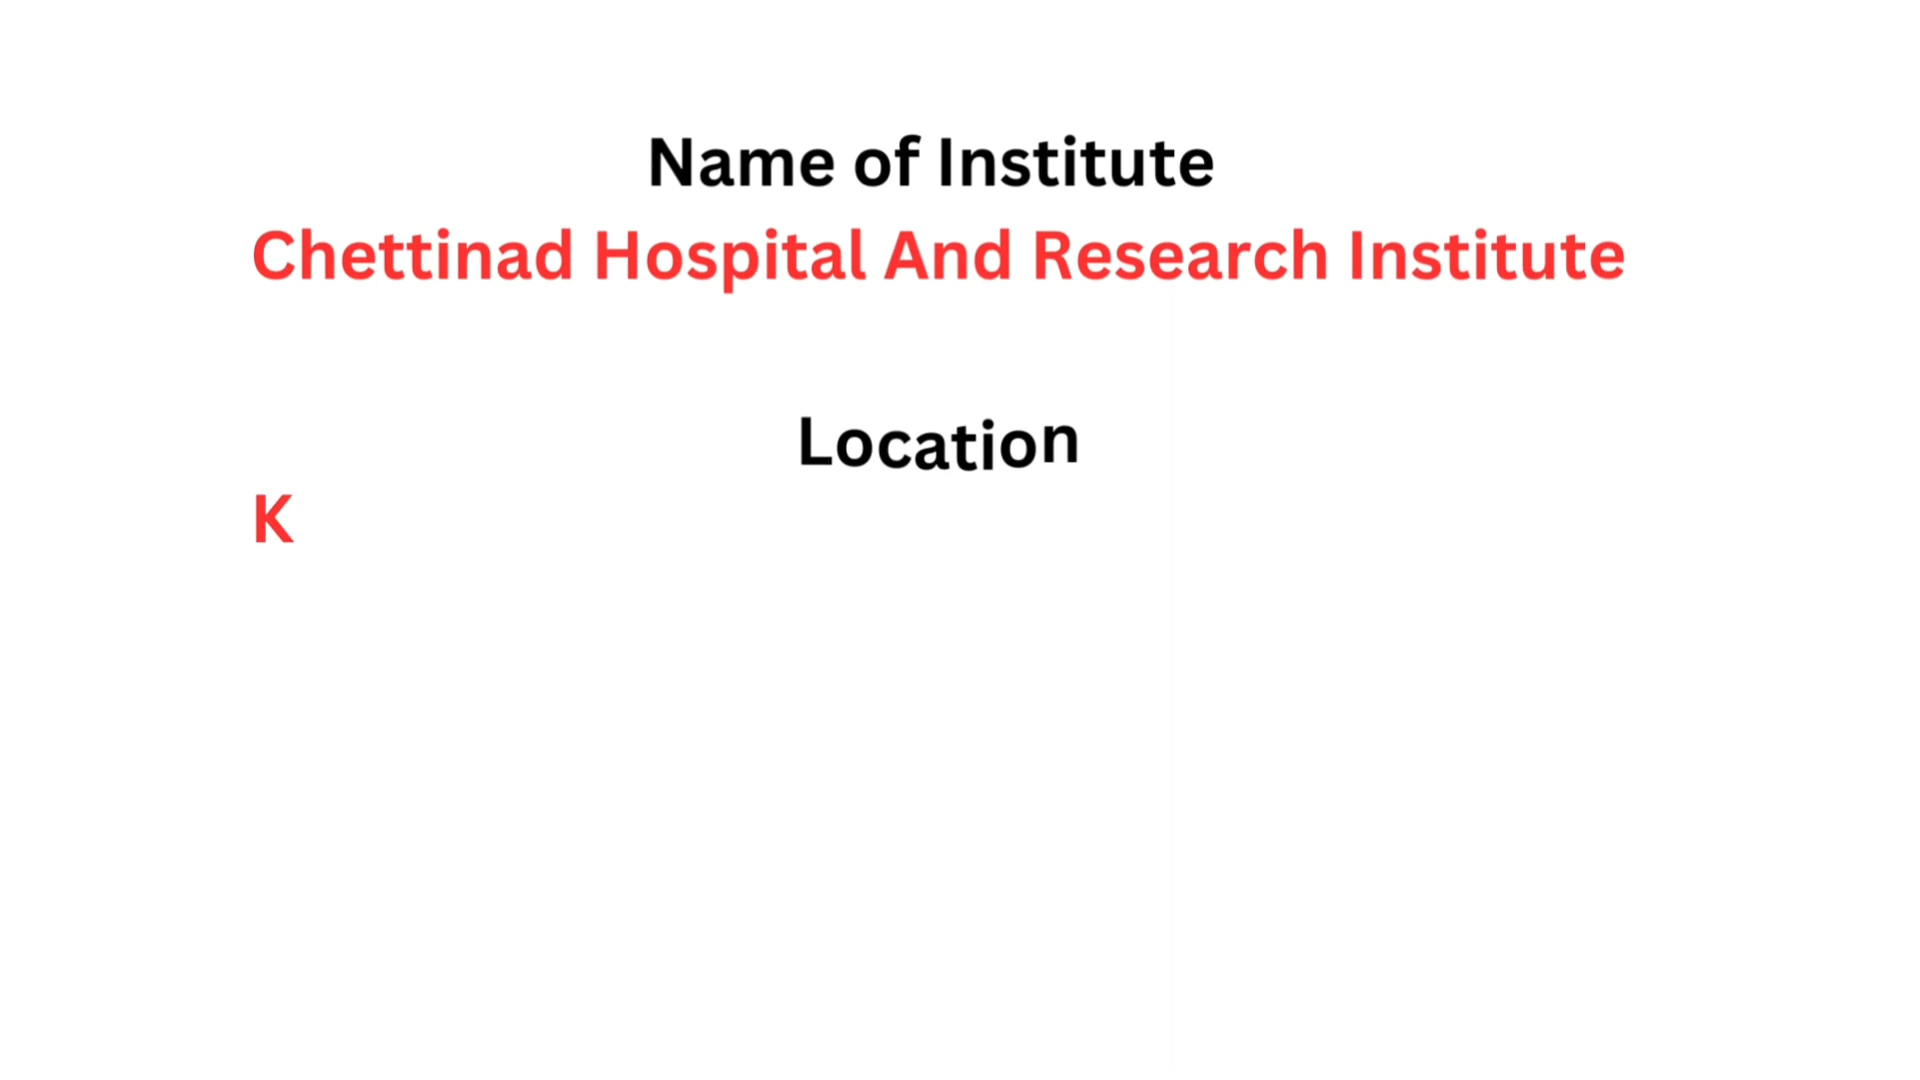 Name of Institute
Chettinad Hospital And Research Institute
Location
K